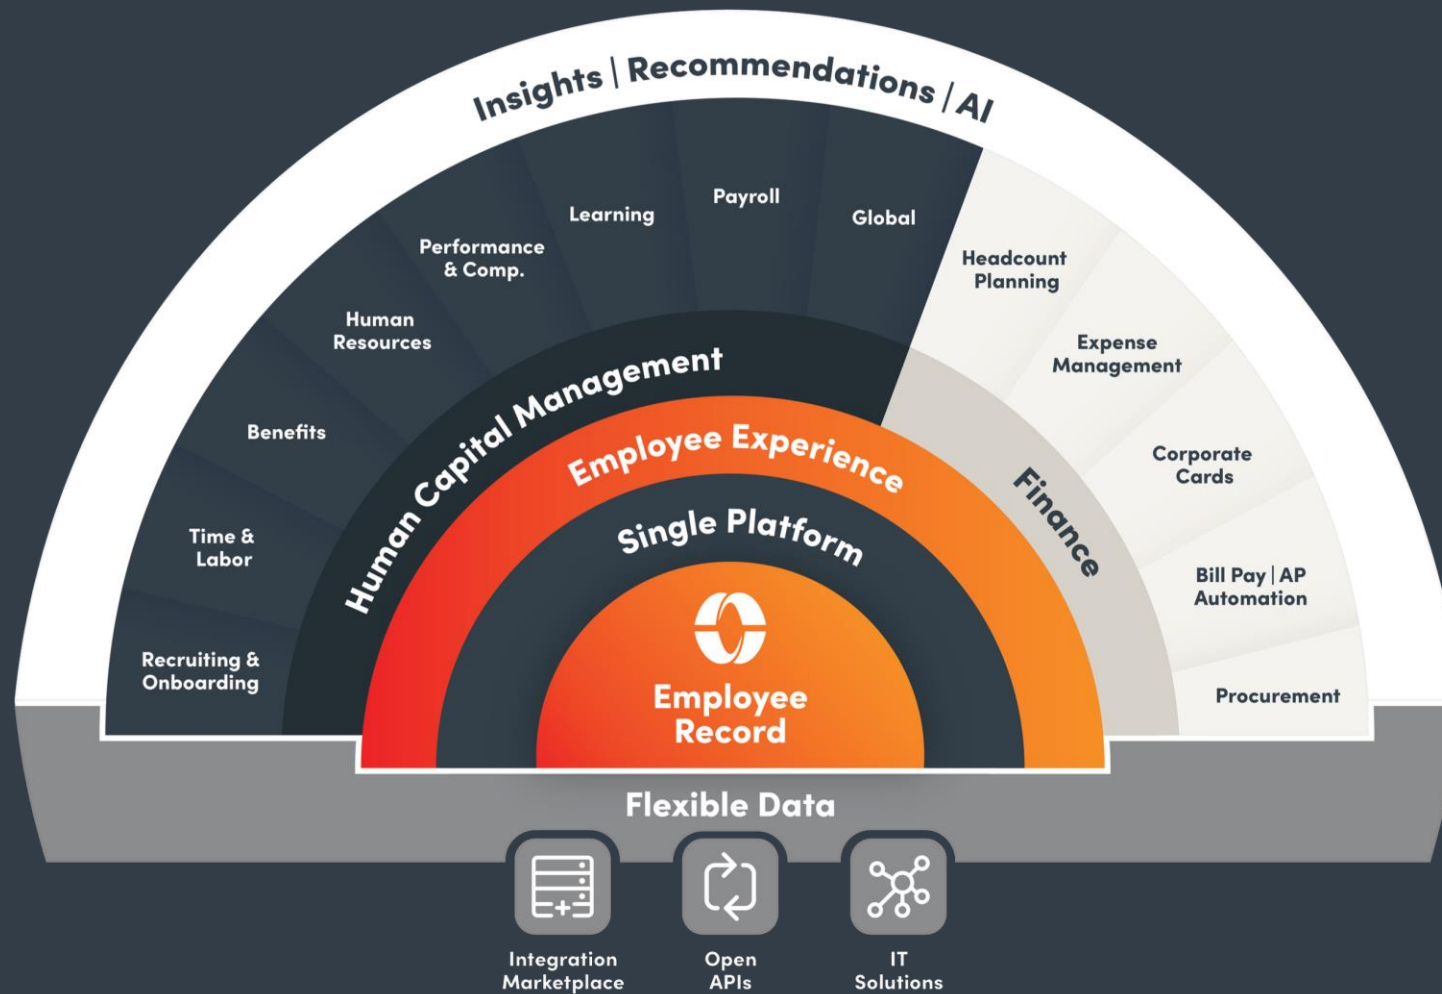 Insights | Recommendations | AI
Recruiting &
Onboarding
Time &
Labor
Benefits
Human
Resources
Performance
& Comp.
Learning
Payroll
Global
Headcount
Planning
Expense
Management
Corporate
Cards
Bill Pay | AP
Automation
Procurement
Human Capital Management
Finance
Employee Experience
Single Platform
Employee
Record
Flexible Data
Integration
Marketplace
Open
APIs
IT
Solutions